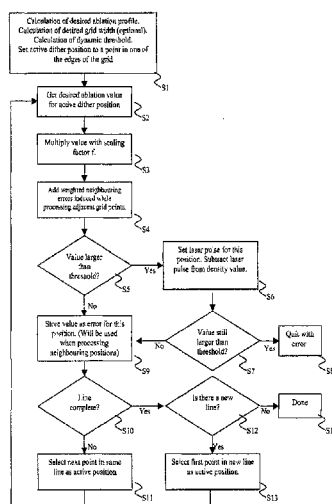 Calculation of desired ablation profile.
Calculation of desired grid width (optional).
Calculation of dynamic threshold.
Set active dither position to a point in one of
the edges of the grid
S1
Get desired ablation value
for active dither position
S2
Multiply value with scaling
factor f.
S3
Add weighted neighbouring
errors induced while
processing adjacent grid points.
S4
Value larger
than
threshold?
S5
Yes
Set laser pulse for this
position. Subtract laser
pulse from density value.
S6
No
Store value as error for this
position. (Will be used
when processing
neighbouring positions)
S9
No
Value still
larger than
threshold?
S7
Yes
Quit with
error
S8
Line
complete?
S10
Yes
Is there a new
line?
S12
No
Done
No
Select next point in same
line as active position
S11
Yes
Select first point in new line
as active position.
S13